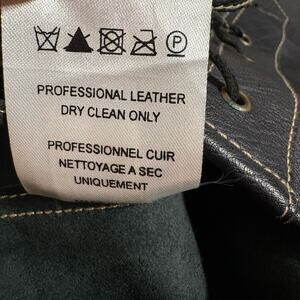 P
PROFESSIONAL LEATHER
DRY CLEAN ONLY
PROFESSIONNEL CUIR
NETTOYAGE A SEC
UNIQUEMENT